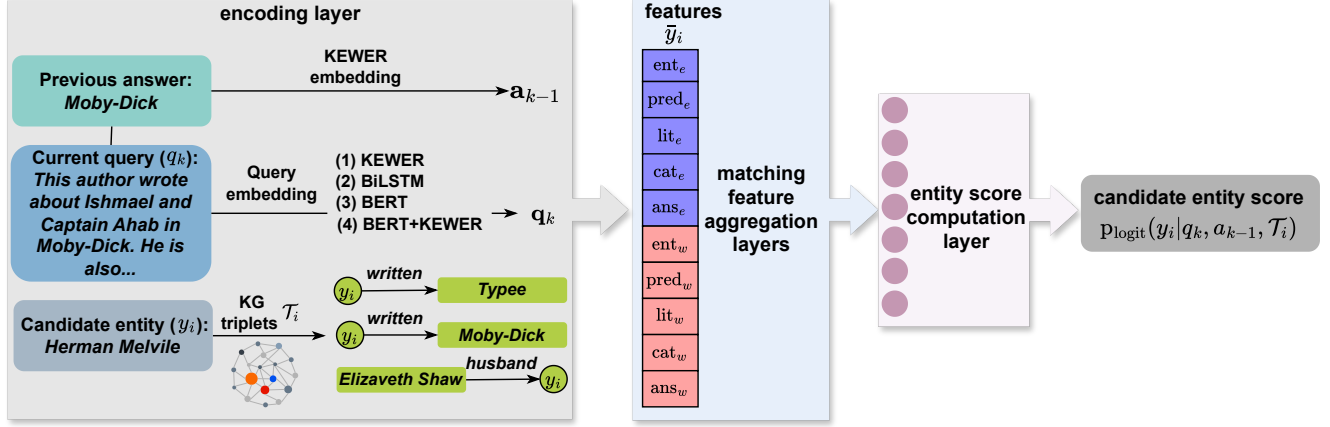 encoding layer
Previous answer:
Moby-Dick
KEWER
embedding
a_{k-1}
Current query (q_k):
This author wrote
about Ishmael and
Captain Ahab in
Moby-Dick. He is
also...
Query
embedding
(1) KEWER
(2) BiLSTM
(3) BERT
(4) BERT+KEWER
q_k
Candidate entity (y_i):
Herman Melvile
KG
triplets
𝒯_i
y_i
written
Typee
y_i
written
Moby-Dick
Elizaveth Shaw
husband
y_i
features
ȳ_i
ent_e
pred_e
lit_e
cat_e
ans_e
ent_w
pred_w
lit_w
cat_w
ans_w
matching
feature
aggregation
layers
entity score
computation
layer
candidate entity score
p_{logit}(y_i|q_k, a_{k-1}, 𝒯_i)